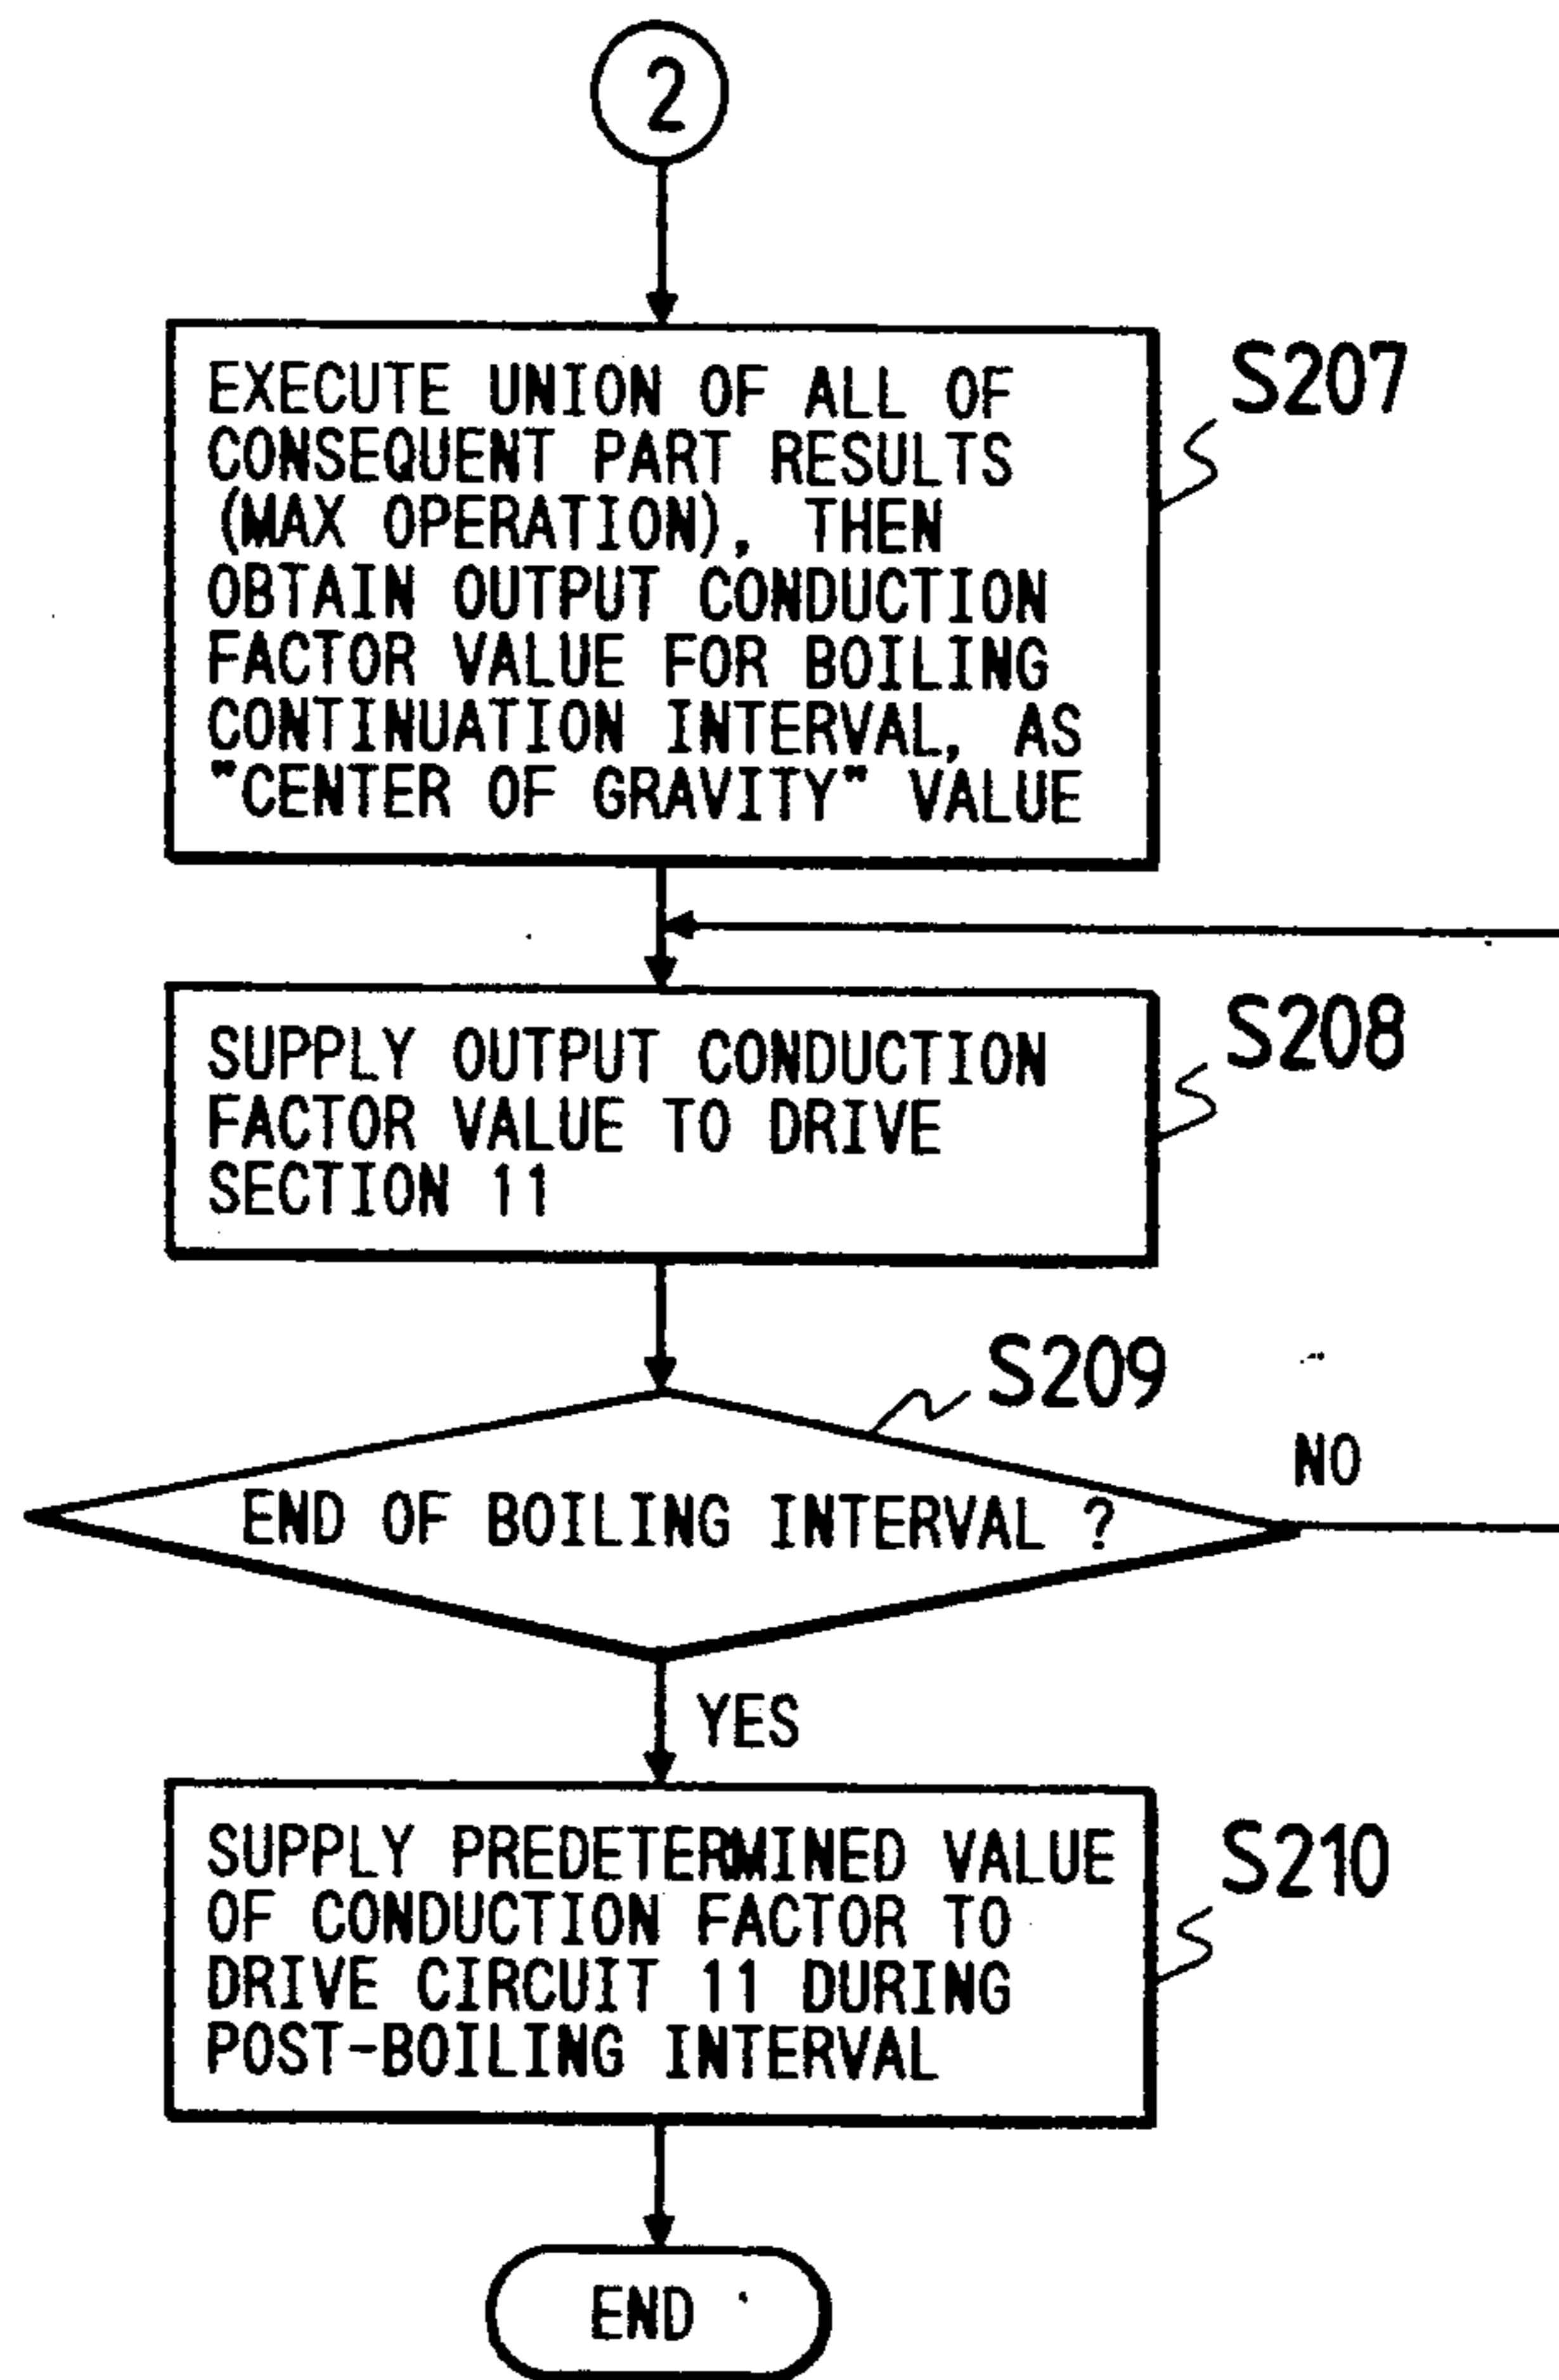 2
EXECUTE UNION OF ALL OF
CONSEQUENT PART RESULTS
(MAX OPERATION), THEN
OBTAIN OUTPUT CONDUCTION
FACTOR VALUE FOR BOILING
CONTINUATION INTERVAL, AS
"CENTER OF GRAVITY" VALUE
S207
SUPPLY OUTPUT CONDUCTION
FACTOR VALUE TO DRIVE
SECTION 11
S208
S209
END OF BOILING INTERVAL ?
NO
YES
SUPPLY PREDETERMINED VALUE
OF CONDUCTION FACTOR TO
DRIVE CIRCUIT 11 DURING
POST-BOILING INTERVAL
S210
END